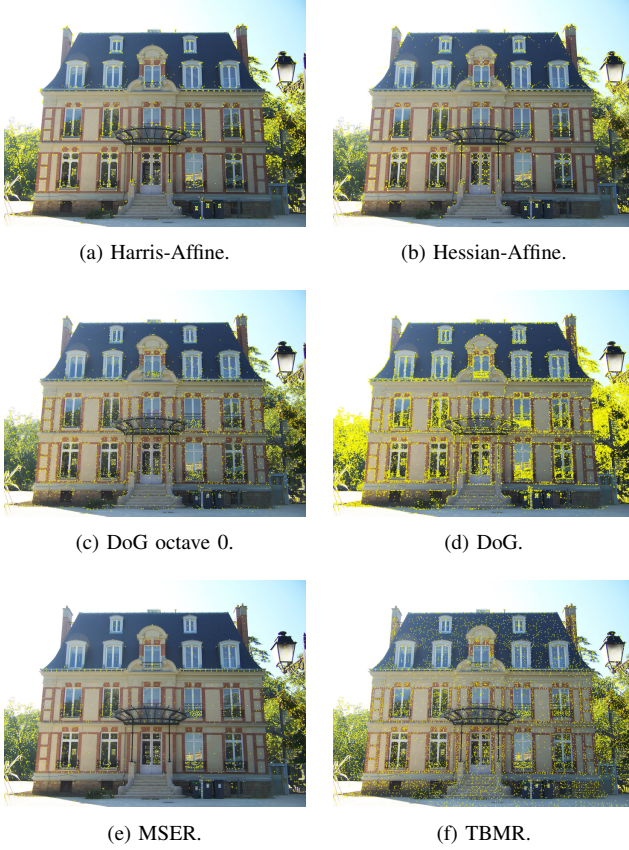 (a) Harris-Affine.
(b) Hessian-Affine.
(c) DoG octave 0.
(d) DoG.
(e) MSER.
(f) TBMR.